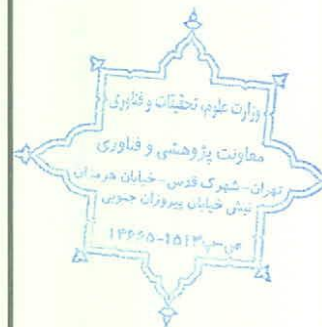 وزارت علوم، تحقیقات و فناوری
معاونت پژوهشی و فناوری
تهران-شهرک قدس-خیابان هرمزان
نبش خیابان پیروزان جنوبی
ص-پ ۱۵۱۳-۱۴۶۶۵